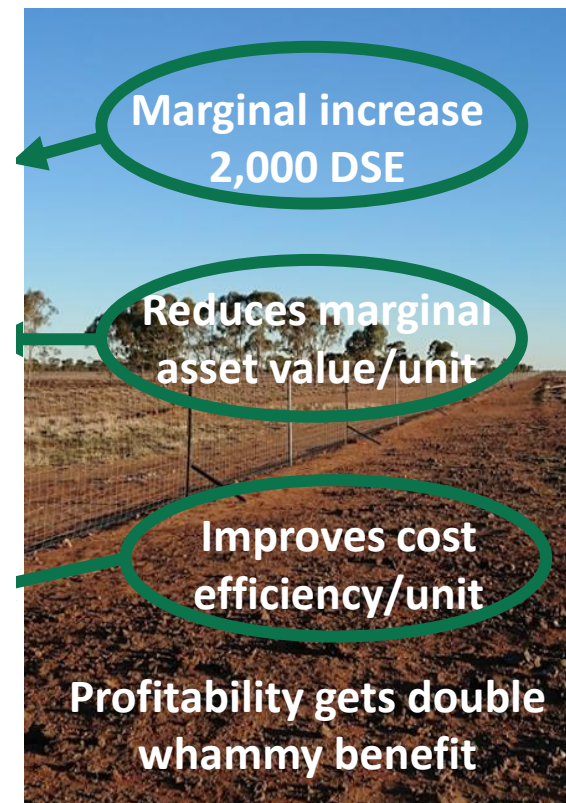 Marginal increase
2,000 DSE
Reduces marginal
asset value/unit
Improves cost
efficiency/unit
Profitability gets double
whammy benefit